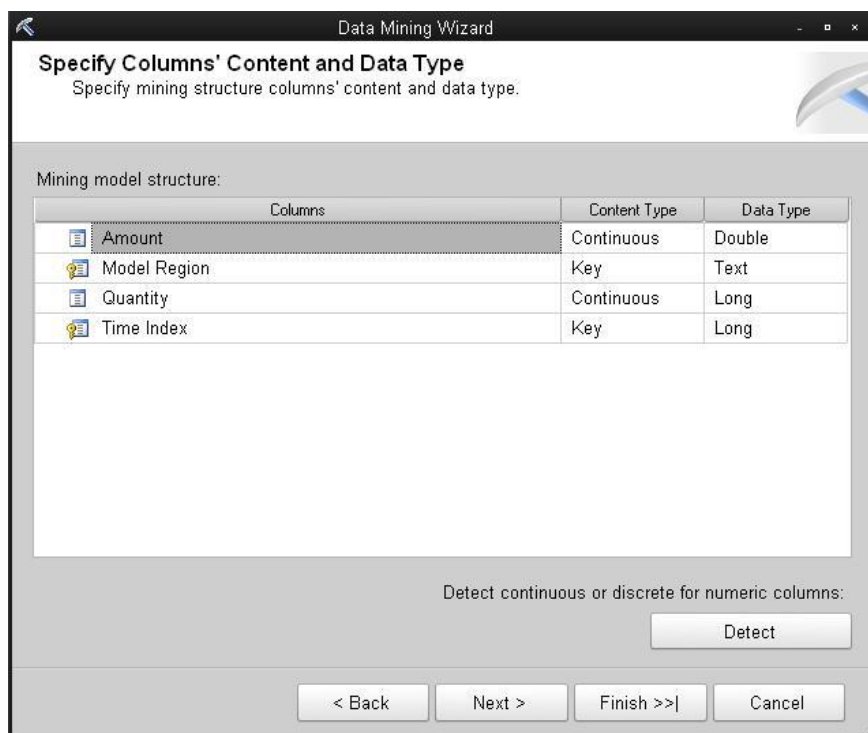 Data Mining Wizard
Specify Columns' Content and Data Type
Specify mining structure columns' content and data type.
Mining model structure:
Columns Content Type Data Type
Amount Continuous Double
Model Region Key Text
Quantity Continuous Long
Time Index Key Long
Detect continuous or discrete for numeric columns:
Detect
< Back Next > Finish >>| Cancel